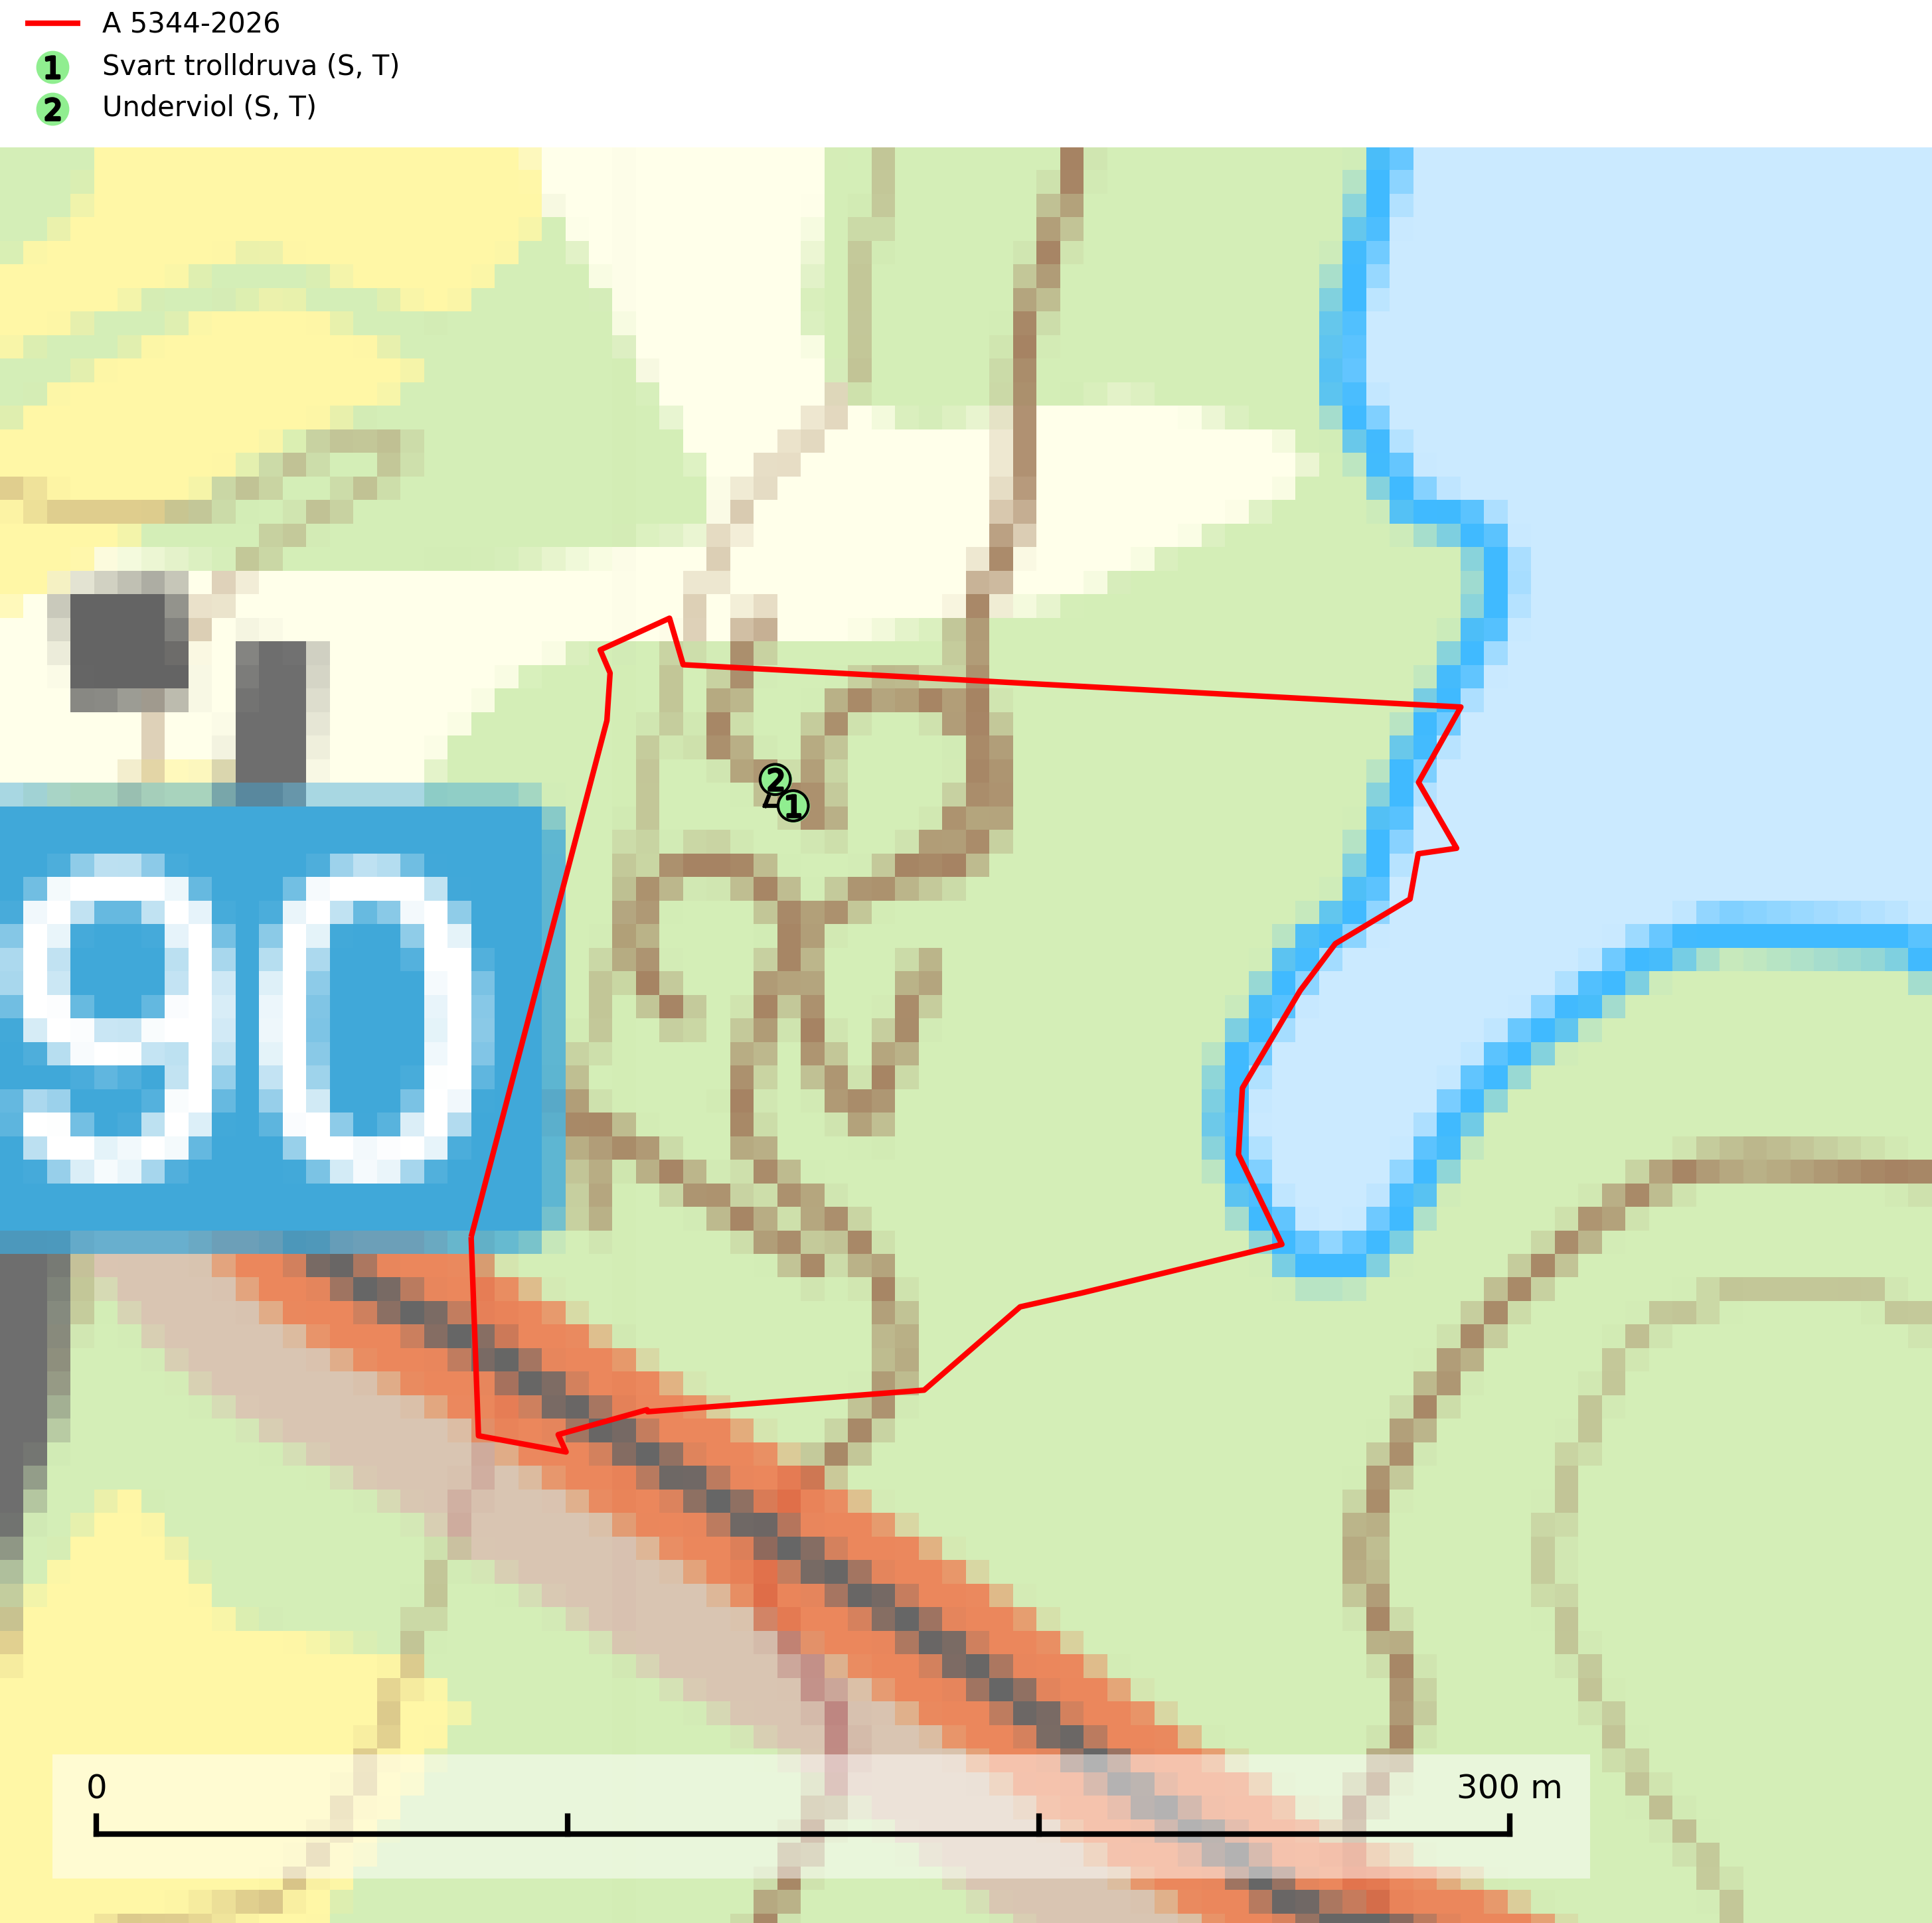 A 5344-2026
1 Svart trolldruva (S, T)
2 Underviol (S, T)
2
1
90
0 300 m